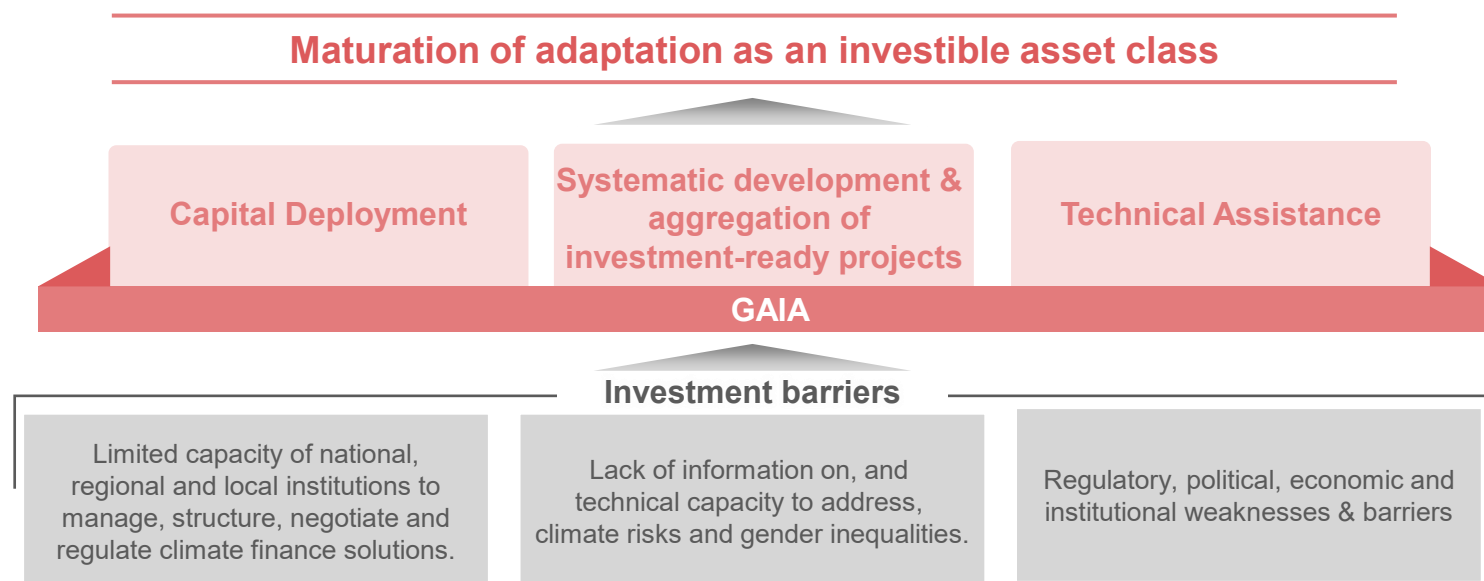 Maturation of adaptation as an investible asset class
Capital Deployment
Systematic development &
aggregation of
investment-ready projects
Technical Assistance
GAIA
Investment barriers
Limited capacity of national,
regional and local institutions to
manage, structure, negotiate and
regulate climate finance solutions.
Lack of information on, and
technical capacity to address,
climate risks and gender inequalities.
Regulatory, political, economic and
institutional weaknesses & barriers